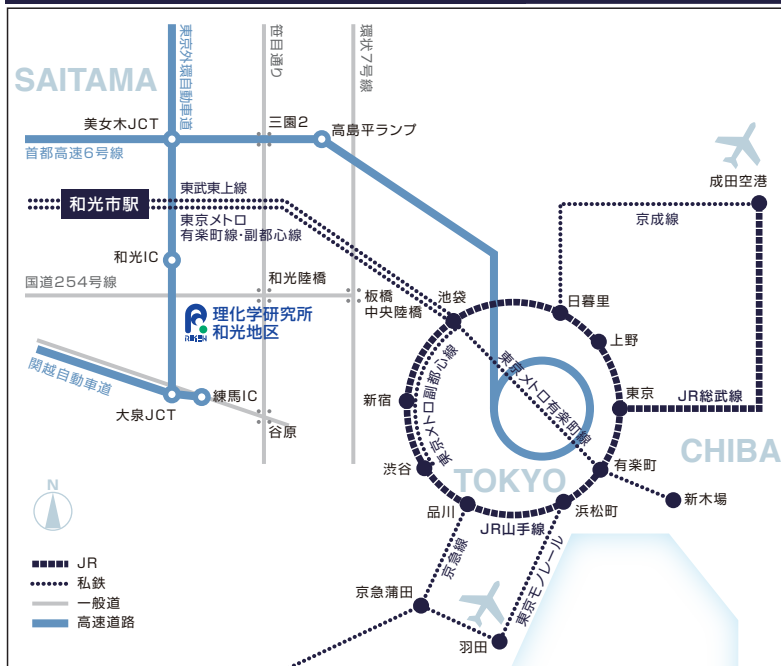 SAITAMA
東京外環自動車道
笹目通り
環状7号線
美女木JCT
三園2
高島平ランプ
首都高速6号線
成田空港
和光市駅
東武東上線
東京メトロ
有楽町線・副都心線
京成線
和光IC
国道254号線
和光陸橋
板橋
中央陸橋
池袋
日暮里
理化学研究所
和光地区
RIKEN
上野
関越自動車道
練馬IC
大泉JCT
谷原
新宿
東京メトロ副都心線
東京メトロ有楽町線
東京
JR総武線
CHIBA
渋谷
TOKYO
有楽町
新木場
品川
浜松町
JR山手線
N
京急線
東京モノレール
JR
私鉄
一般道
高速道路
京急蒲田
羽田